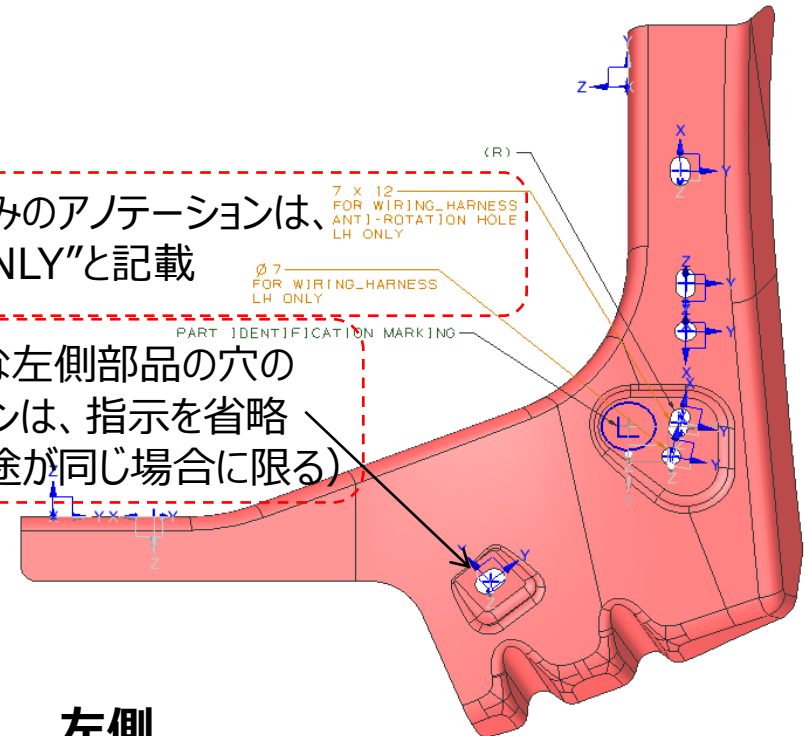 (R)
みのアノテーションは、
NLY”と記載
7 X 12
FOR WIRING_HARNESS
ANTI-ROTATION HOLE
LH ONLY
Ø 7
FOR WIRING_HARNESS
LH ONLY
PART IDENTIFICATION MARKING
な左側部品の穴の
ンは、指示を省略
途が同じ場合に限る)
L
左側